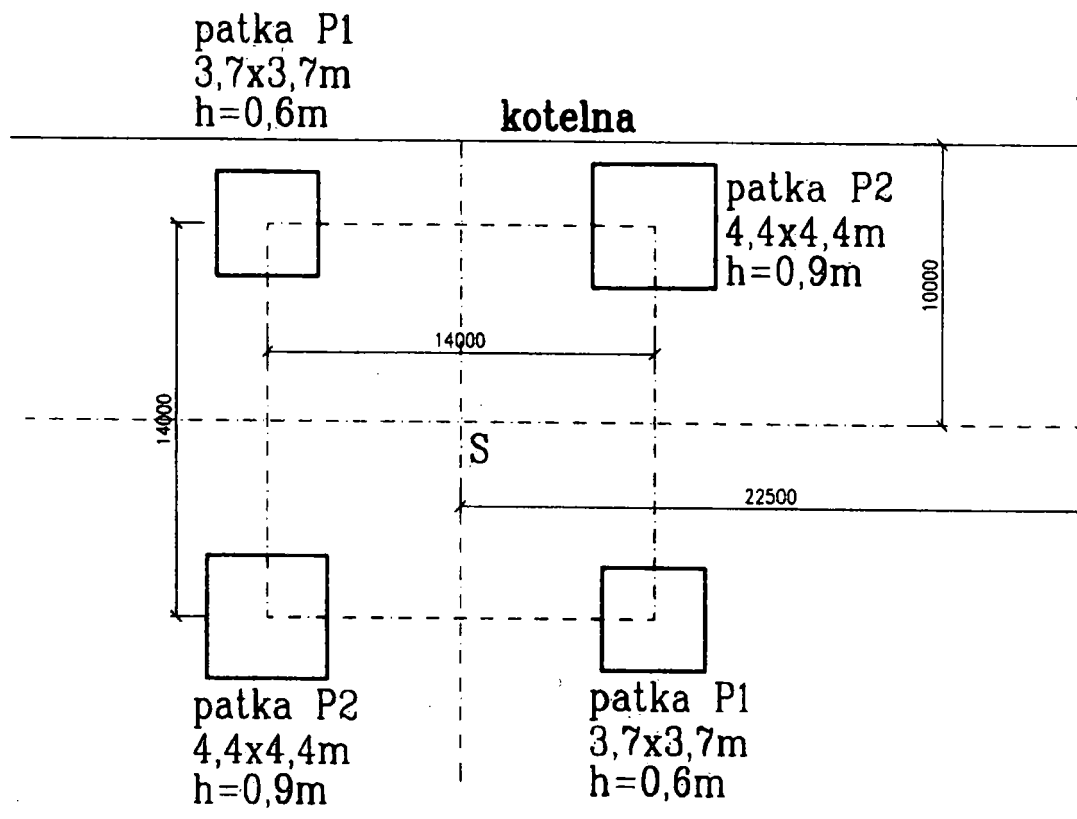 patka P1
3,7x3,7m
h=0,6m
kotelna
patka P2
4,4x4,4m
h=0,9m
10000
14000
14000
S
22500
patka P2
4,4x4,4m
h=0,9m
patka P1
3,7x3,7m
h=0,6m